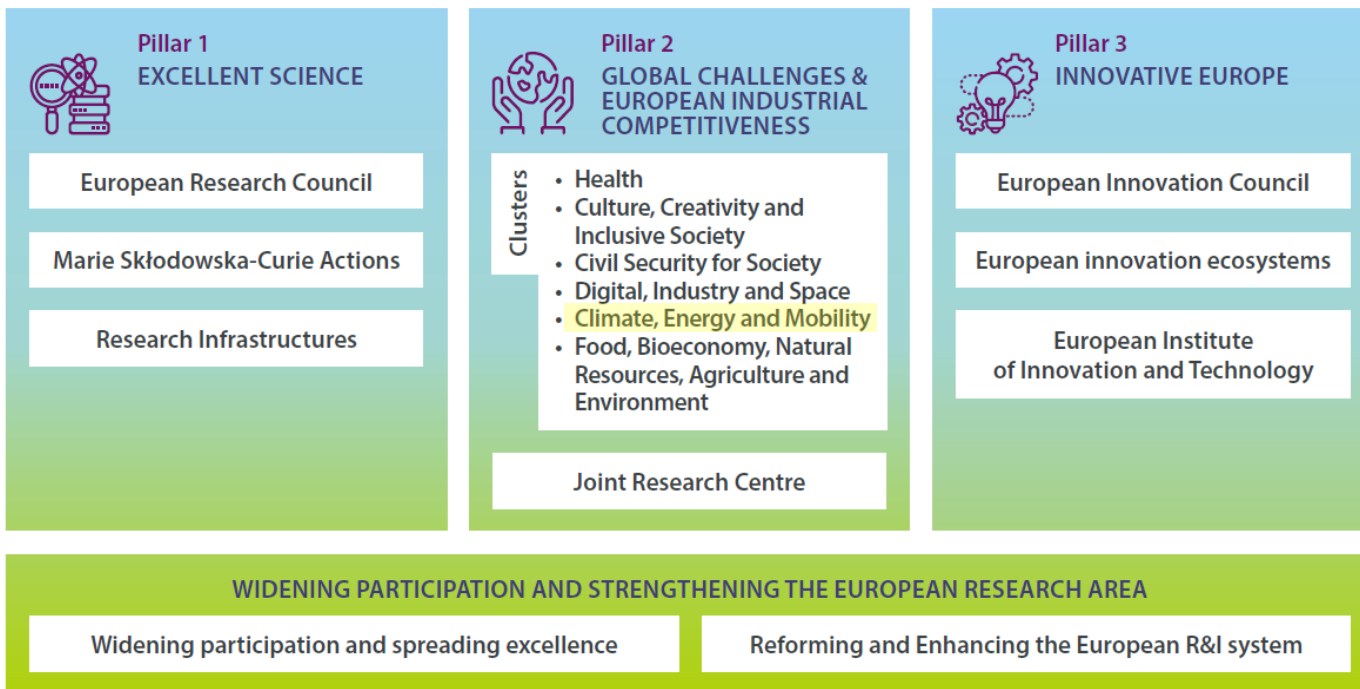 Pillar 1
EXCELLENT SCIENCE
European Research Council
Marie Skłodowska-Curie Actions
Research Infrastructures
Pillar 2
GLOBAL CHALLENGES &
EUROPEAN INDUSTRIAL
COMPETITIVENESS
Clusters
• Health
• Culture, Creativity and
Inclusive Society
• Civil Security for Society
• Digital, Industry and Space
• Climate, Energy and Mobility
• Food, Bioeconomy, Natural
Resources, Agriculture and
Environment
Joint Research Centre
Pillar 3
INNOVATIVE EUROPE
European Innovation Council
European innovation ecosystems
European Institute
of Innovation and Technology
WIDENING PARTICIPATION AND STRENGTHENING THE EUROPEAN RESEARCH AREA
Widening participation and spreading excellence
Reforming and Enhancing the European R&I system